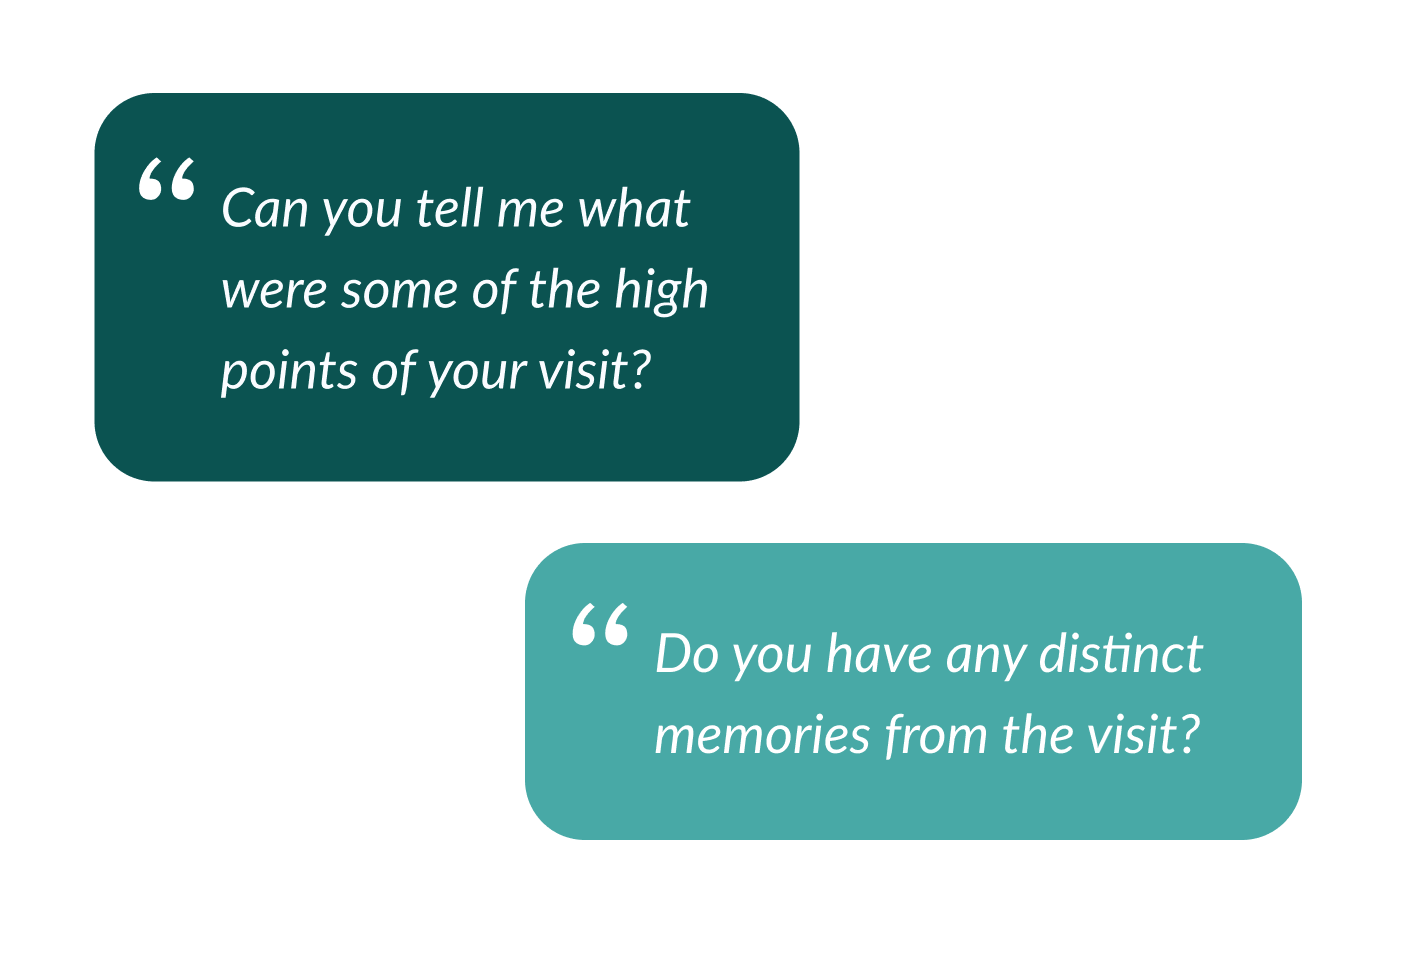 “ Can you tell me what
were some of the high
points of your visit?
“ Do you have any distinct
memories from the visit?